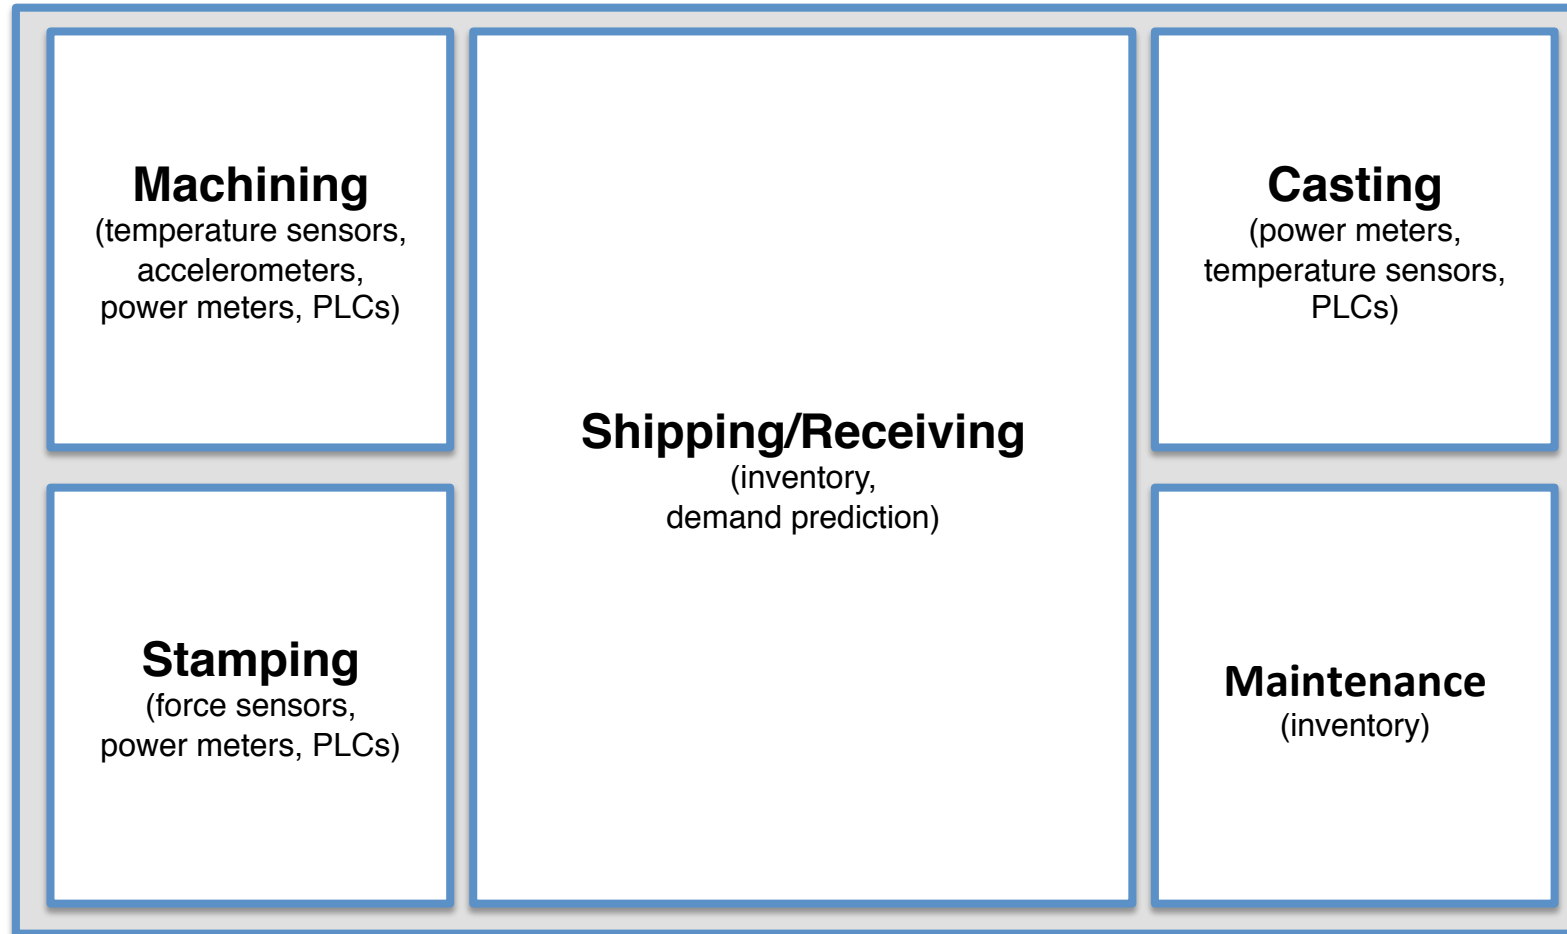 Machining
(temperature sensors,
accelerometers,
power meters, PLCs)
Stamping
(force sensors,
power meters, PLCs)
Shipping/Receiving
(inventory,
demand prediction)
Casting
(power meters,
temperature sensors,
PLCs)
Maintenance
(inventory)